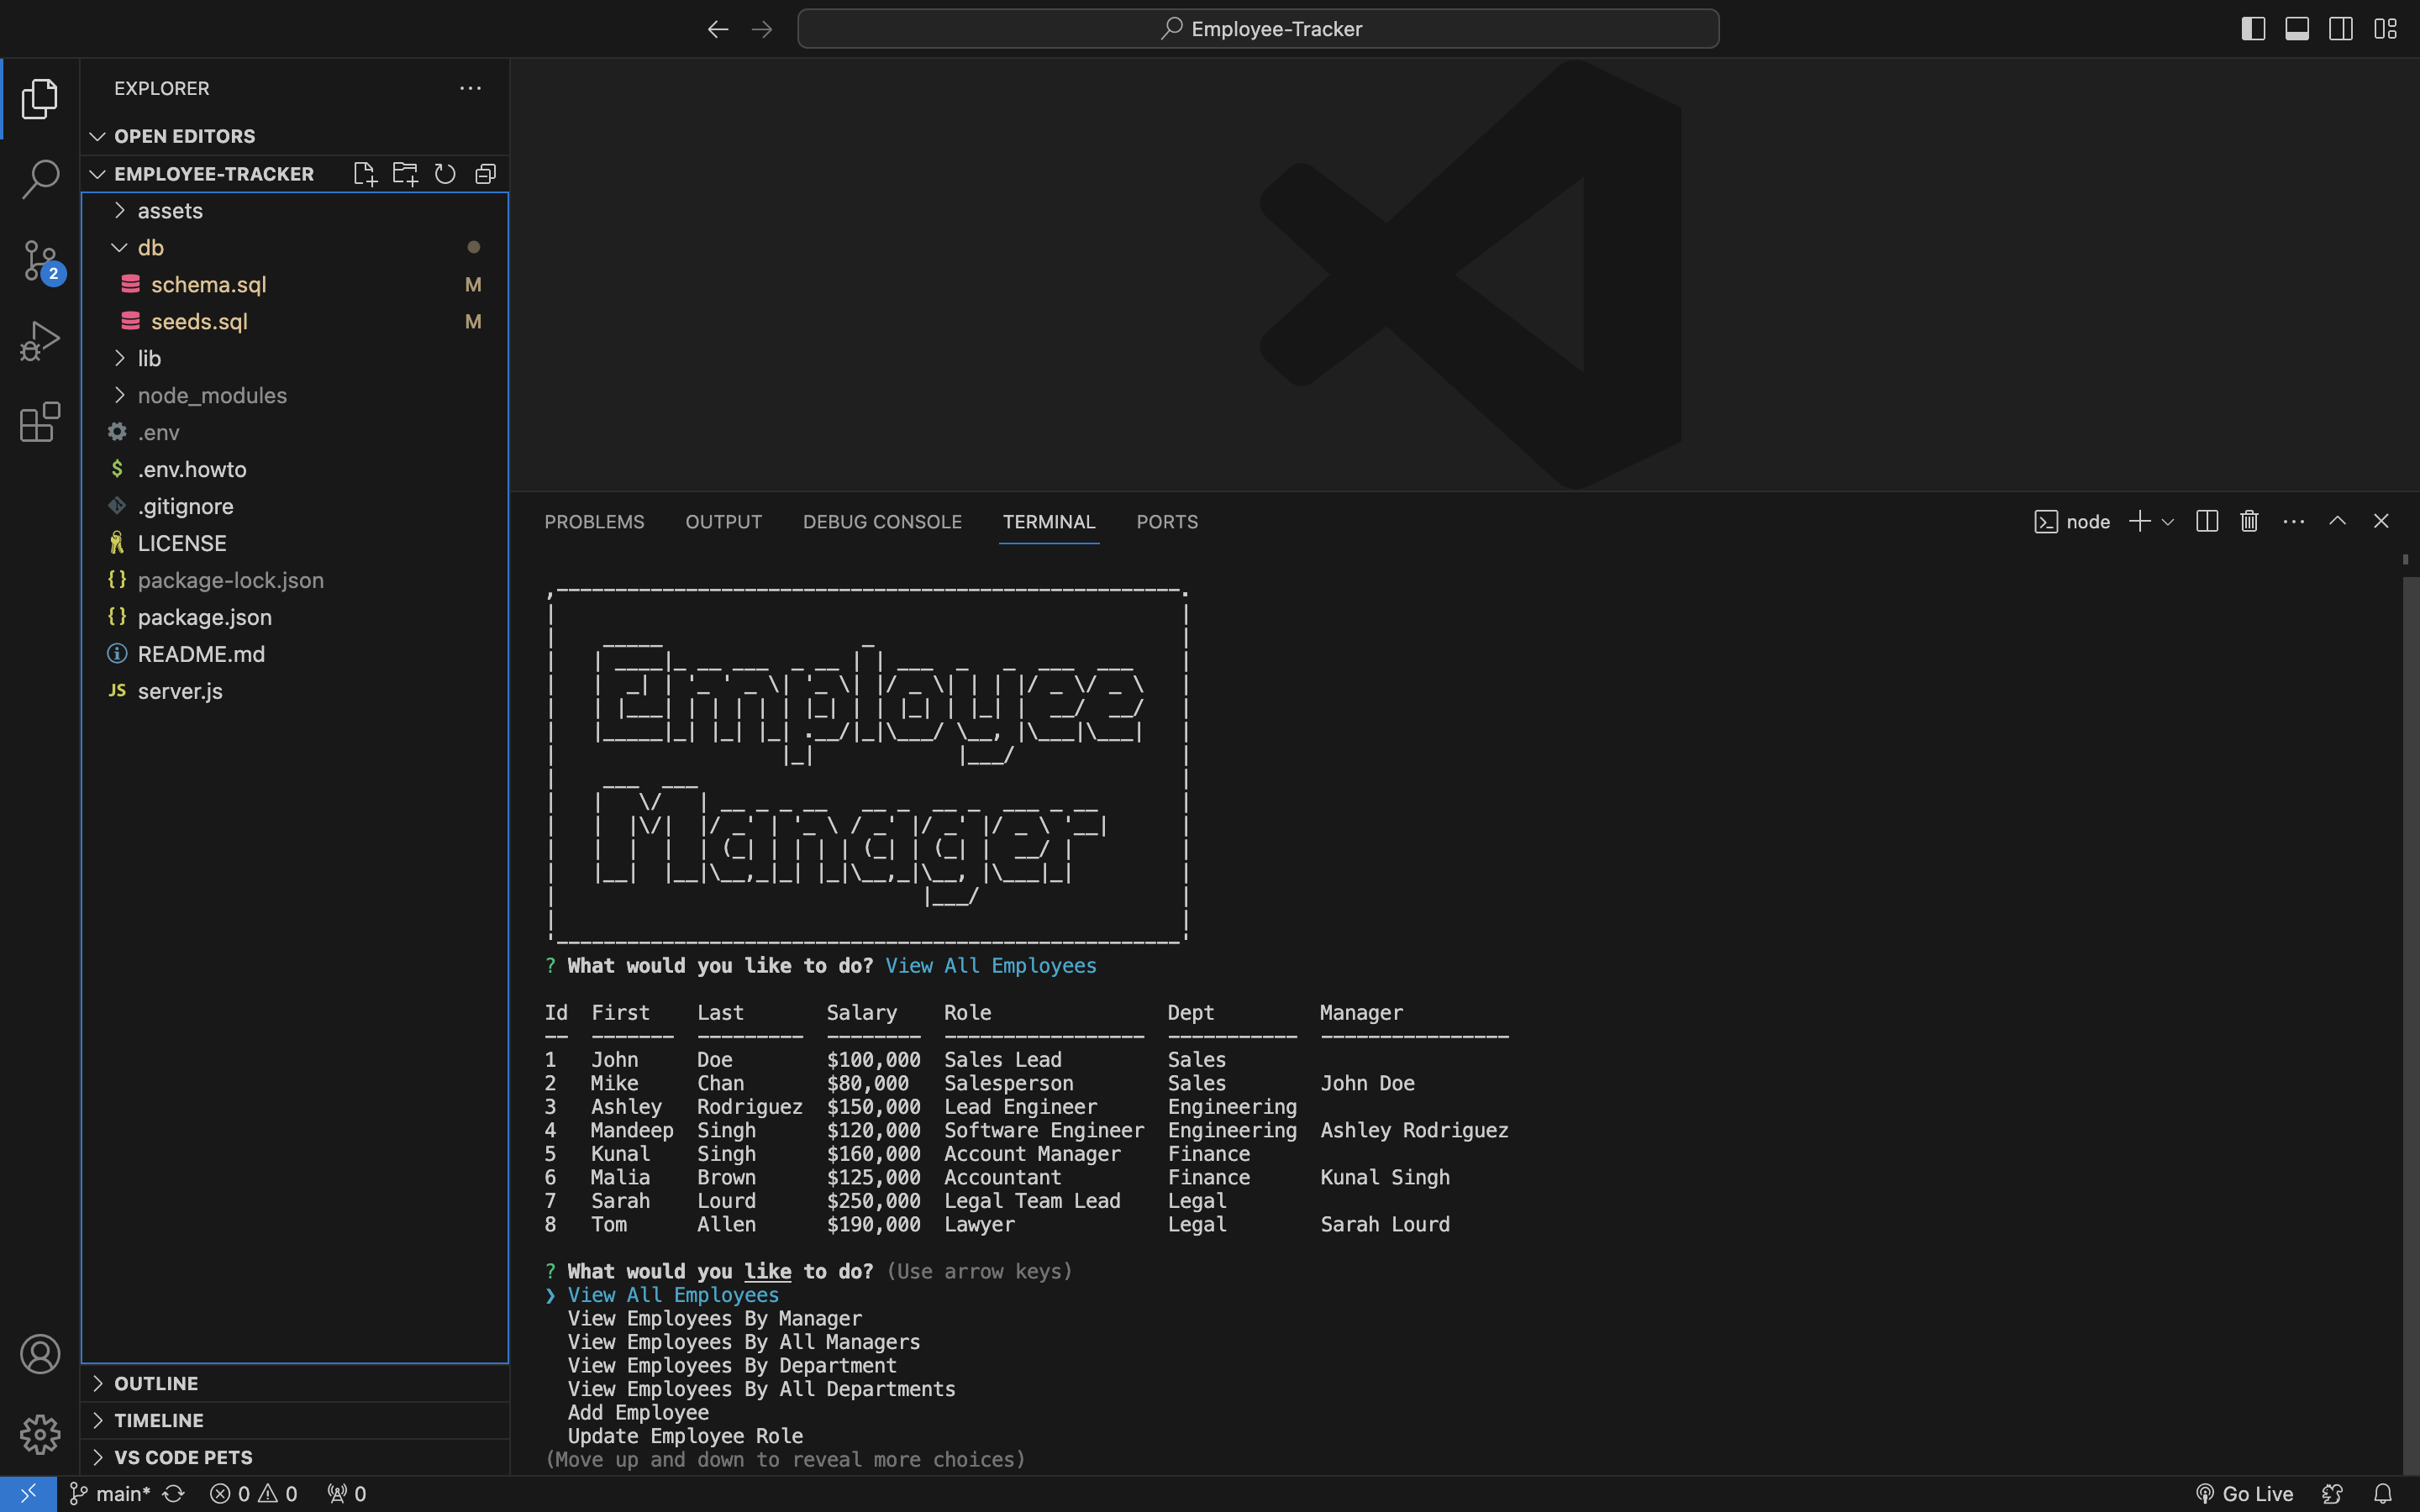 Employee-Tracker
EXPLORER
OPEN EDITORS
EMPLOYEE-TRACKER
assets
db
schema.sql M
seeds.sql M
lib
node_modules
.env
$ .env.howto
.gitignore
LICENSE
{} package-lock.json
{} package.json
README.md
JS server.js
OUTLINE
TIMELINE
VS CODE PETS
2
PROBLEMS OUTPUT DEBUG CONSOLE TERMINAL PORTS
node
Employee
Manager
? What would you like to do? View All Employees
Id First Last Salary Role Dept Manager
1 John Doe $100,000 Sales Lead Sales
2 Mike Chan $80,000 Salesperson Sales John Doe
3 Ashley Rodriguez $150,000 Lead Engineer Engineering
4 Mandeep Singh $120,000 Software Engineer Engineering Ashley Rodriguez
5 Kunal Singh $160,000 Account Manager Finance
6 Malia Brown $125,000 Accountant Finance Kunal Singh
7 Sarah Lourd $250,000 Legal Team Lead Legal
8 Tom Allen $190,000 Lawyer Legal Sarah Lourd
? What would you like to do? (Use arrow keys)
❯ View All Employees
View Employees By Manager
View Employees By All Managers
View Employees By Department
View Employees By All Departments
Add Employee
Update Employee Role
(Move up and down to reveal more choices)
main* 0 0 0 Go Live